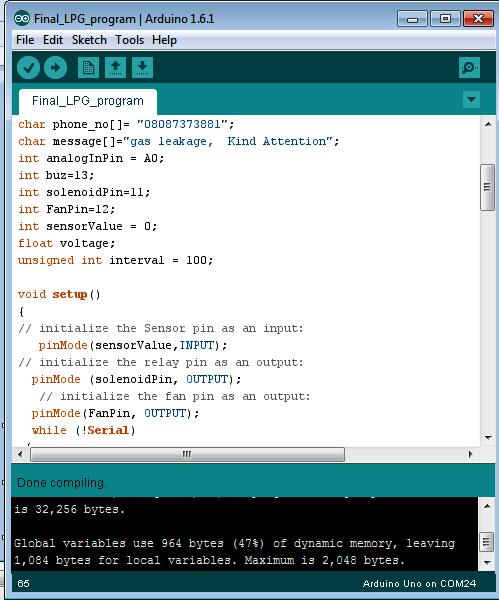 Final_LPG_program | Arduino 1.6.1
File Edit Sketch Tools Help
Final_LPG_program
char phone_no[]= "08087373881";
char message[]="gas leakage,  Kind Attention";
int analogInPin = A0;
int buz=13;
int solenoidPin=11;
int FanPin=12;
int sensorValue = 0;
float voltage;
unsigned int interval = 100;
void setup()
{
// initialize the Sensor pin as an input:
pinMode(sensorValue,INPUT);
// initialize the relay pin as an output:
pinMode (solenoidPin, OUTPUT);
// initialize the fan pin as an output:
pinMode(FanPin, OUTPUT);
while (!Serial)
Done compiling.
is 32,256 bytes.
Global variables use 964 bytes (47%) of dynamic memory, leaving
1,084 bytes for local variables. Maximum is 2,048 bytes.
65 Arduino Uno on COM24